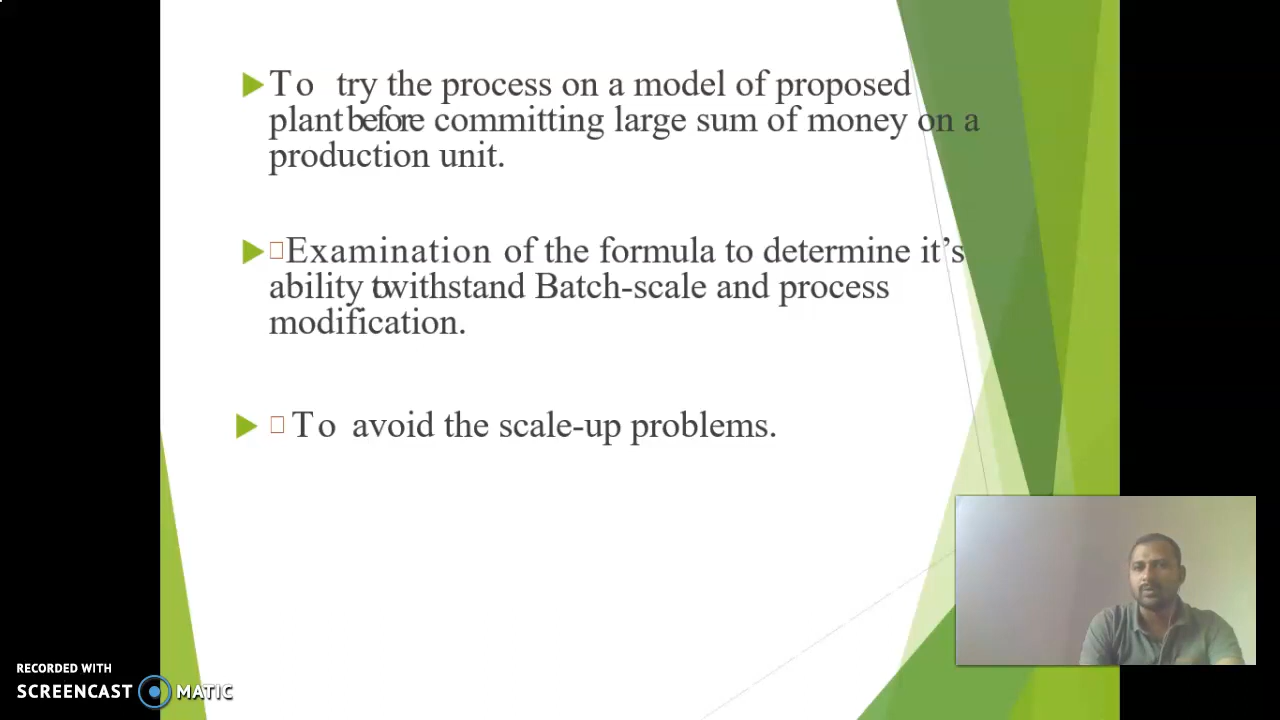 To try the process on a model of proposed
plant before committing large sum of money on a
production unit.
Examination of the formula to determine it’s
ability to withstand Batch-scale and process
modification.
To avoid the scale-up problems.
RECORDED WITH
SCREENCAST MATIC